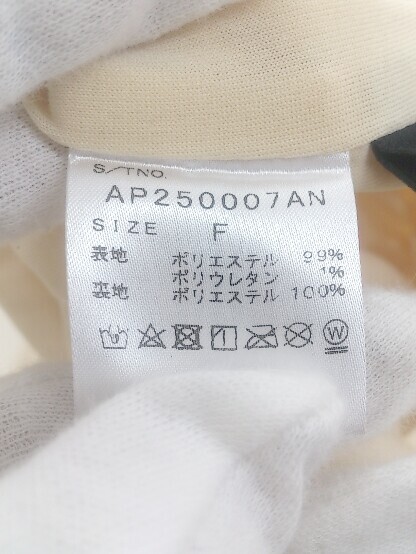 S/TNO.
AP250007AN
SIZE F
表地 ポリエステル 99%
ポリウレタン 1%
裏地 ポリエステル 100%
W